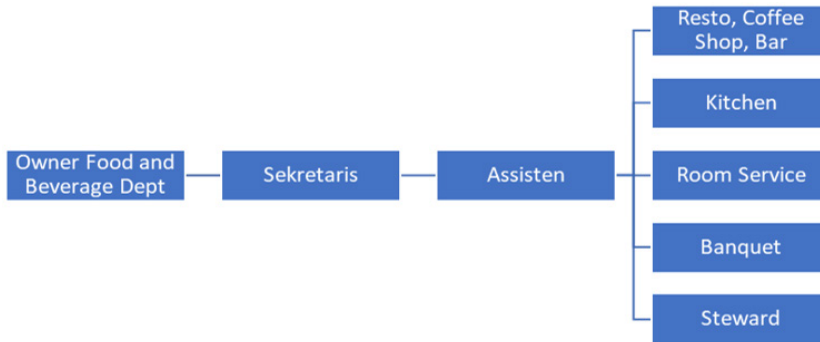 Owner Food and
Beverage Dept
Sekretaris
Assisten
Resto, Coffee
Shop, Bar
Kitchen
Room Service
Banquet
Steward